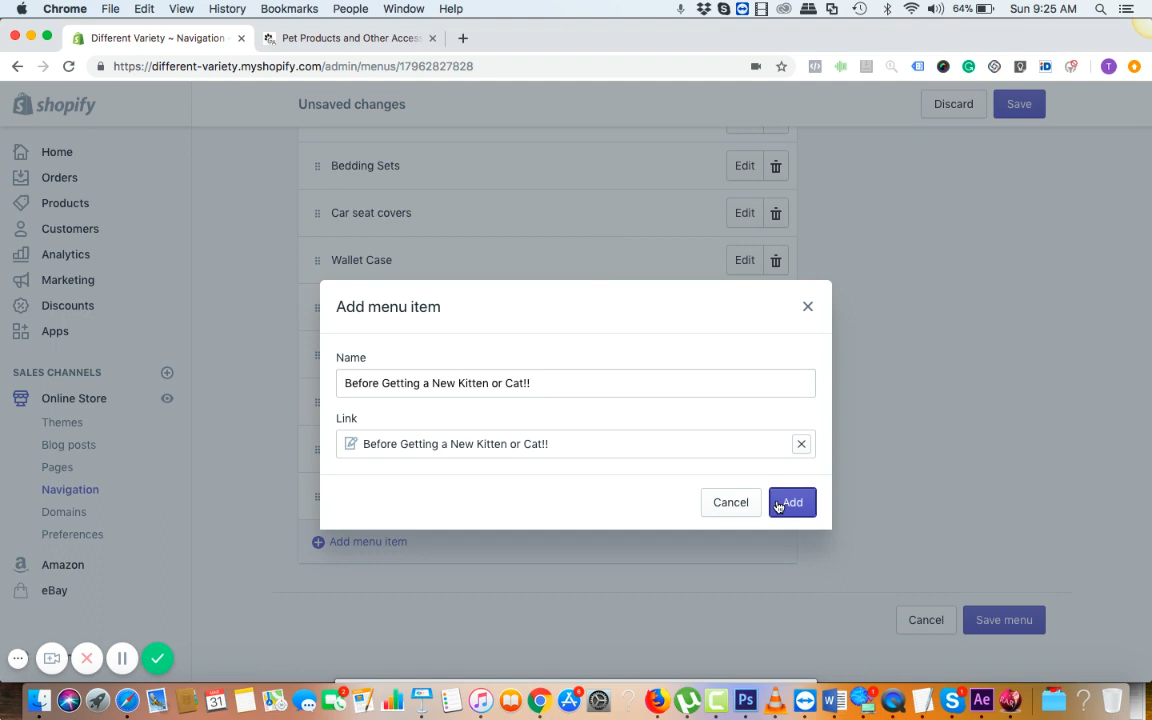 Chrome File Edit View History Bookmarks People Window Help 64% Sun 9:25 AM
Different Variety ~ Navigation Pet Products and Other Access
https://different-variety.myshopify.com/admin/menus/17962827828
shopify Unsaved changes Discard Save
Home
Orders
Products
Customers
Analytics
Marketing
Discounts
Apps
SALES CHANNELS
Online Store
Themes
Blog posts
Pages
Navigation
Domains
Preferences
Amazon
eBay
Bedding Sets Edit
Car seat covers Edit
Wallet Case Edit
Add menu item
Name
Before Getting a New Kitten or Cat!!
Link
Before Getting a New Kitten or Cat!!
Cancel Add
Add menu item
Cancel Save menu